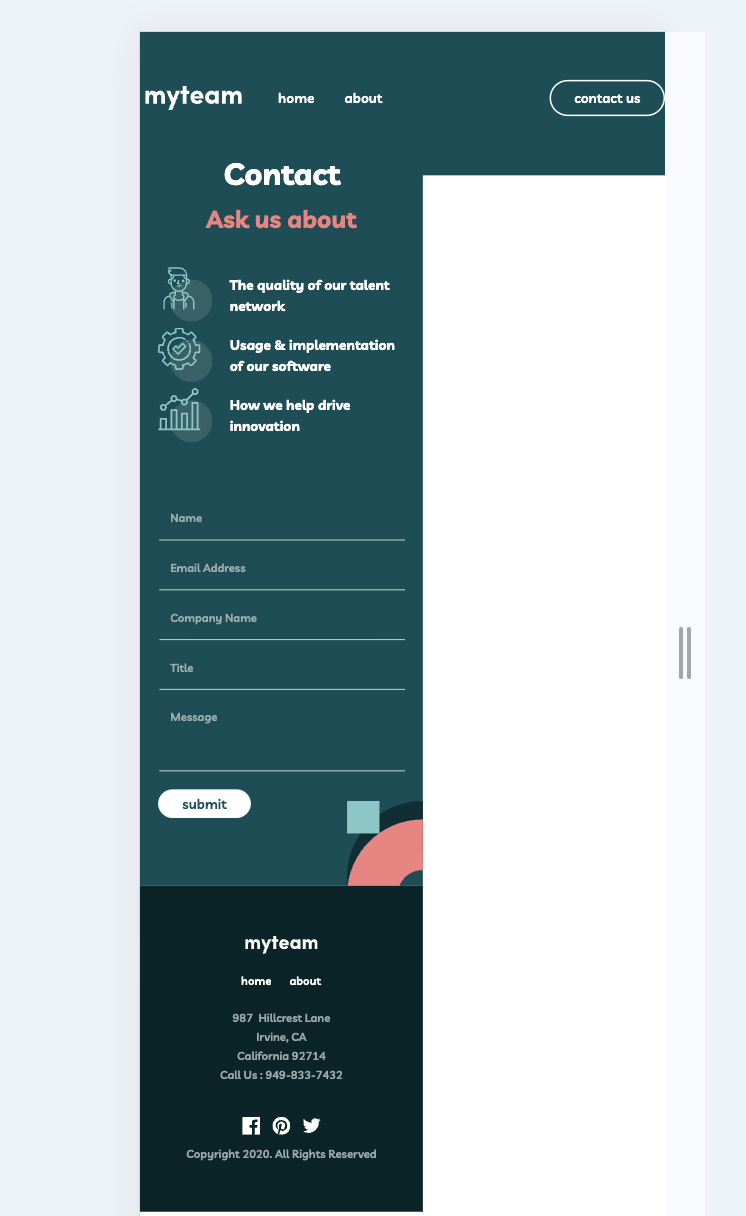 myteam home about contact us
Contact
Ask us about
The quality of our talent
network
Usage & implementation
of our software
How we help drive
innovation
Name
Email Address
Company Name
Title
Message
submit
myteam
home about
987 Hillcrest Lane
Irvine, CA
California 92714
Call Us : 949-833-7432
Copyright 2020. All Rights Reserved